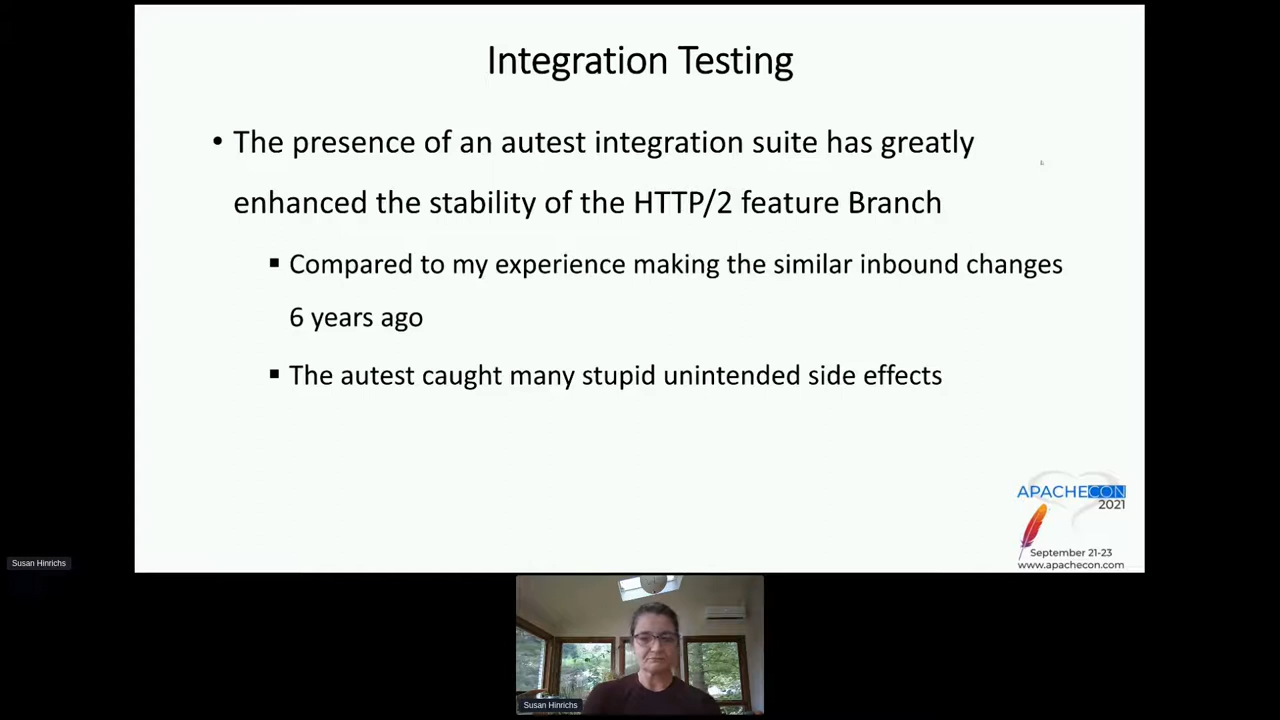 Integration Testing
• The presence of an autest integration suite has greatly
enhanced the stability of the HTTP/2 feature Branch
▪ Compared to my experience making the similar inbound changes
6 years ago
▪ The autest caught many stupid unintended side effects
APACHECON
2021
September 21-23
www.apachecon.com
Susan Hinrichs
Susan Hinrichs